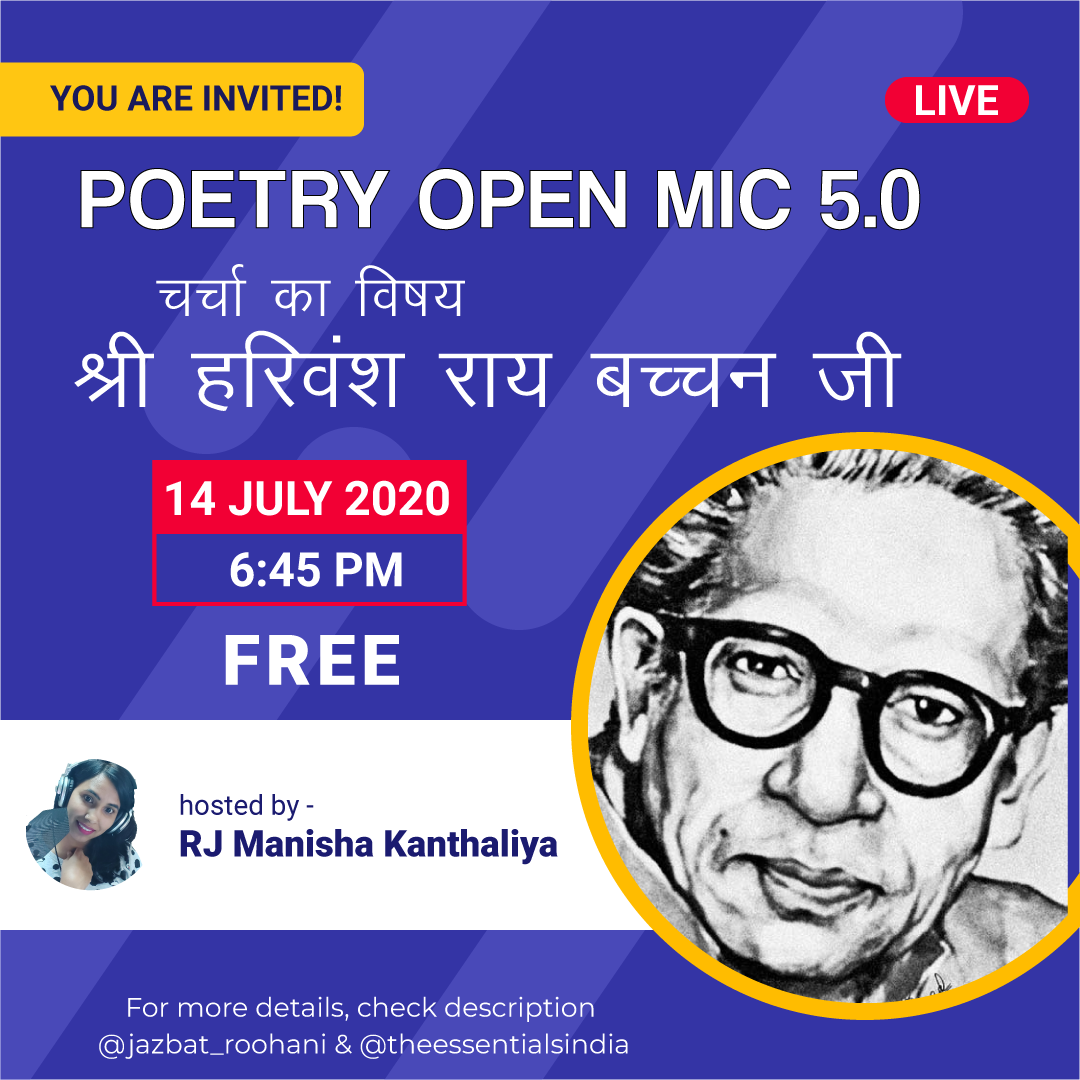 YOU ARE INVITED!
LIVE
POETRY OPEN MIC 5.0
चर्चा का विषय
श्री हरिवंश राय बच्चन जी
14 JULY 2020
6:45 PM
FREE
hosted by -
RJ Manisha Kanthaliya
For more details, check description
@jazbat_roohani & @theessentialsindia